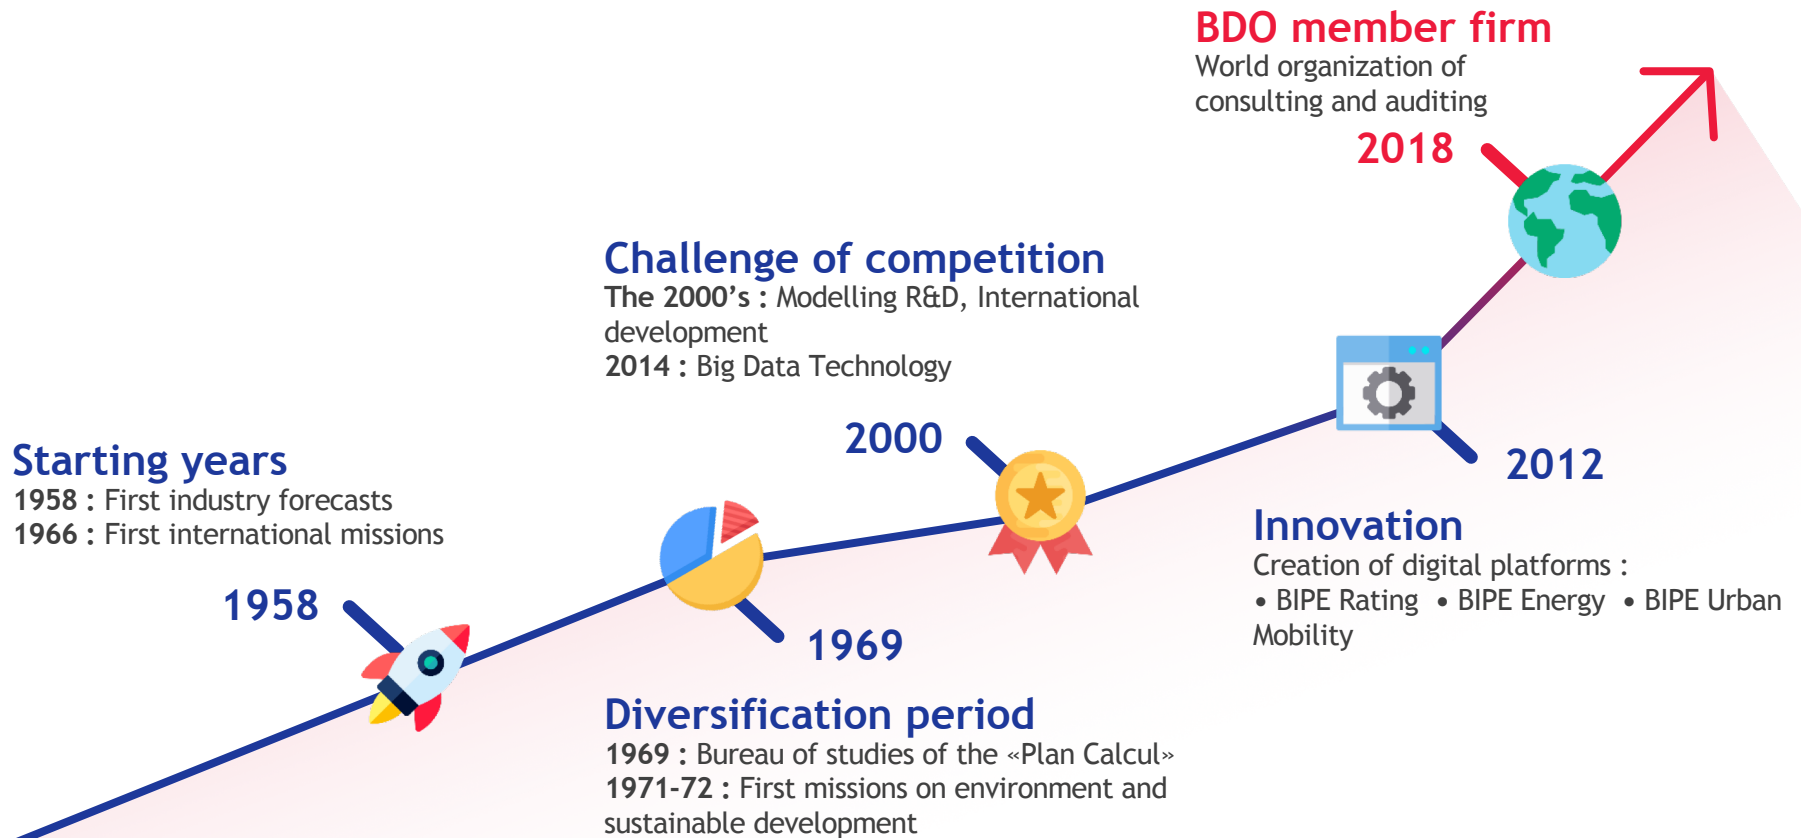 Starting years
1958 : First industry forecasts
1966 : First international missions
1958
1969
Diversification period
1969 : Bureau of studies of the «Plan Calcul»
1971-72 : First missions on environment and
sustainable development
Challenge of competition
The 2000’s : Modelling R&D, International
development
2014 : Big Data Technology
2000
2012
Innovation
Creation of digital platforms :
• BIPE Rating • BIPE Energy • BIPE Urban
Mobility
BDO member firm
World organization of
consulting and auditing
2018